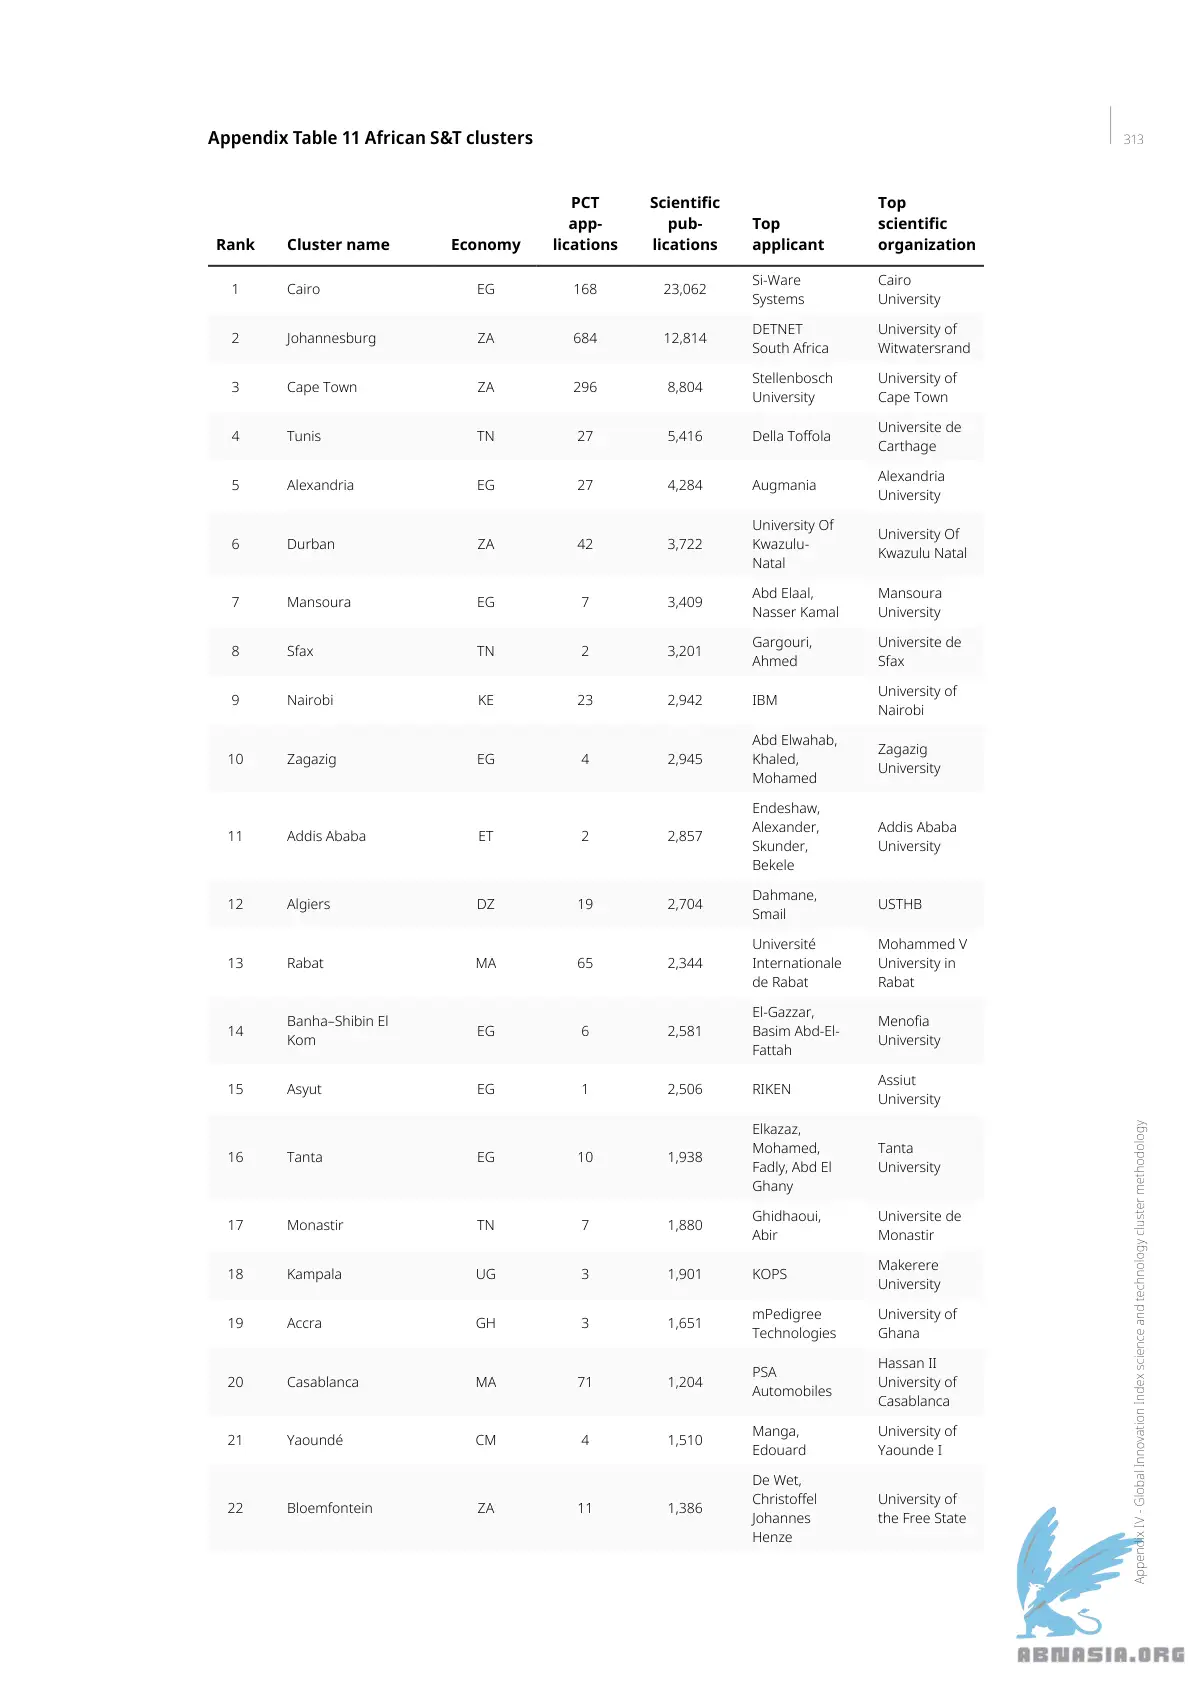 Appendix Table 11 African S&T clusters
313
Rank Cluster name Economy PCT app-lications Scientific pub-lications Top applicant Top scientific organization
1 Cairo EG 168 23,062 Si-Ware Systems Cairo University
2 Johannesburg ZA 684 12,814 DETNET South Africa University of Witwatersrand
3 Cape Town ZA 296 8,804 Stellenbosch University University of Cape Town
4 Tunis TN 27 5,416 Della Toffola Universite de Carthage
5 Alexandria EG 27 4,284 Augmania Alexandria University
6 Durban ZA 42 3,722 University Of Kwazulu-Natal University Of Kwazulu Natal
7 Mansoura EG 7 3,409 Abd Elaal, Nasser Kamal Mansoura University
8 Sfax TN 2 3,201 Gargouri, Ahmed Universite de Sfax
9 Nairobi KE 23 2,942 IBM University of Nairobi
10 Zagazig EG 4 2,945 Abd Elwahab, Khaled, Mohamed Zagazig University
11 Addis Ababa ET 2 2,857 Endeshaw, Alexander, Skunder, Bekele Addis Ababa University
12 Algiers DZ 19 2,704 Dahmane, Smail USTHB
13 Rabat MA 65 2,344 Université Internationale de Rabat Mohammed V University in Rabat
14 Banha–Shibin El Kom EG 6 2,581 El-Gazzar, Basim Abd-El-Fattah Menofia University
15 Asyut EG 1 2,506 RIKEN Assiut University
16 Tanta EG 10 1,938 Elkazaz, Mohamed, Fadly, Abd El Ghany Tanta University
17 Monastir TN 7 1,880 Ghidhaoui, Abir Universite de Monastir
18 Kampala UG 3 1,901 KOPS Makerere University
19 Accra GH 3 1,651 mPedigree Technologies University of Ghana
20 Casablanca MA 71 1,204 PSA Automobiles Hassan II University of Casablanca
21 Yaoundé CM 4 1,510 Manga, Edouard University of Yaounde I
22 Bloemfontein ZA 11 1,386 De Wet, Christoffel Johannes Henze University of the Free State
Appendix IV - Global Innovation Index science and technology cluster methodology
ABNASIA.ORG